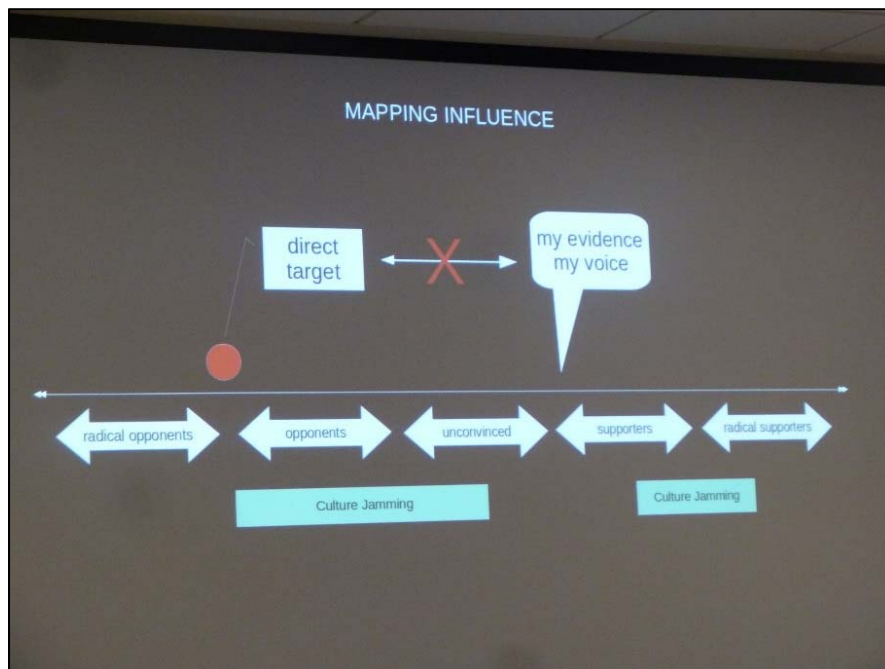 MAPPING INFLUENCE
direct
target
X
my evidence
my voice
radical opponents
opponents
unconvinced
supporters
radical supporters
Culture Jamming
Culture Jamming